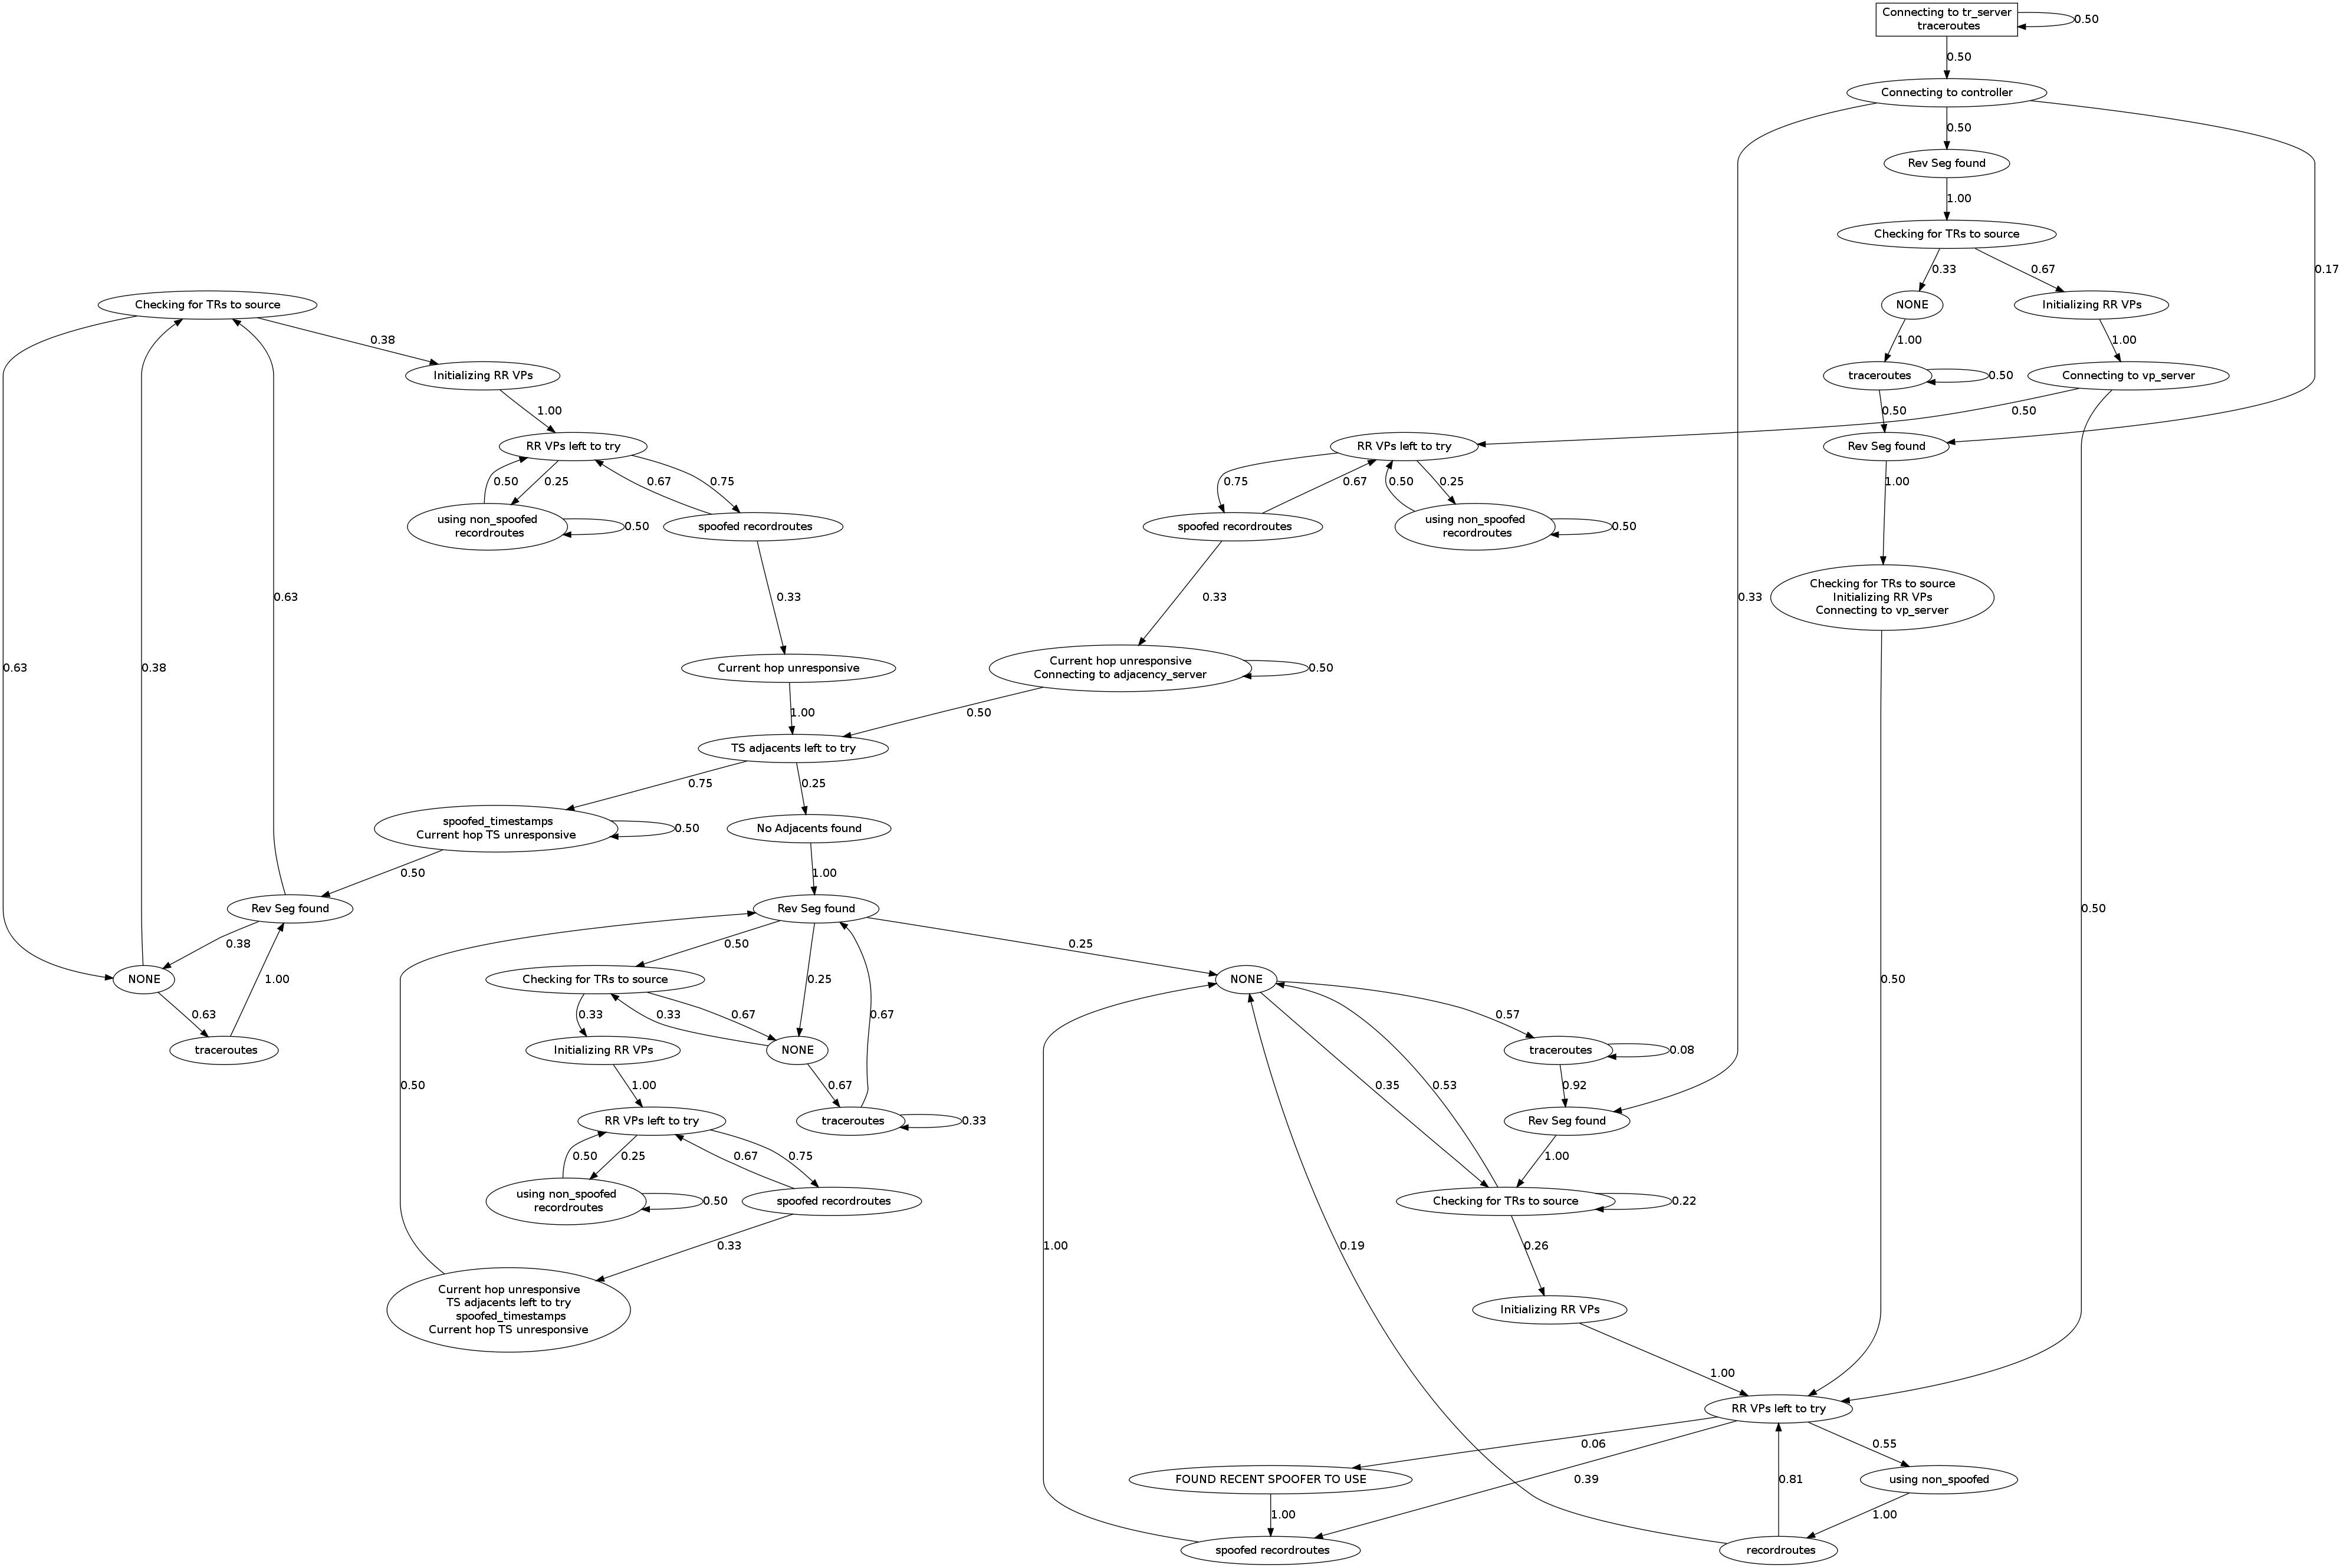 Connecting to tr_server
traceroutes
0.50
0.50
Connecting to controller
0.50
Rev Seg found
1.00
Checking for TRs to source
0.33
0.67
0.17
Checking for TRs to source
NONE
Initializing RR VPs
0.38
1.00
1.00
Initializing RR VPs
traceroutes
0.50
Connecting to vp_server
1.00
0.50
0.50
RR VPs left to try
RR VPs left to try
Rev Seg found
0.50
0.25
0.67
0.75
0.75
0.67
0.50
0.25
1.00
using non_spoofed
recordroutes
0.50
spoofed recordroutes
spoofed recordroutes
using non_spoofed
recordroutes
0.50
0.63
0.33
0.33
0.33
Checking for TRs to source
Initializing RR VPs
Connecting to vp_server
0.63
0.38
Current hop unresponsive
Current hop unresponsive
Connecting to adjacency_server
0.50
1.00
0.50
TS adjacents left to try
0.75
0.25
spoofed_timestamps
Current hop TS unresponsive
0.50
No Adjacents found
0.50
1.00
Rev Seg found
Rev Seg found
0.50
0.38
0.50
0.25
NONE
1.00
Checking for TRs to source
0.25
NONE
0.50
0.63
0.33
0.33
0.67
0.57
traceroutes
Initializing RR VPs
NONE
traceroutes
0.08
0.50
1.00
0.67
0.67
0.35
0.53
0.92
RR VPs left to try
traceroutes
0.33
Rev Seg found
0.50
0.25
0.67
0.75
1.00
using non_spoofed
recordroutes
0.50
spoofed recordroutes
Checking for TRs to source
0.22
0.33
1.00
0.19
0.26
Current hop unresponsive
TS adjacents left to try
spoofed_timestamps
Current hop TS unresponsive
Initializing RR VPs
1.00
RR VPs left to try
0.06
0.55
FOUND RECENT SPOOFER TO USE
0.39
0.81
using non_spoofed
1.00
1.00
spoofed recordroutes
recordroutes